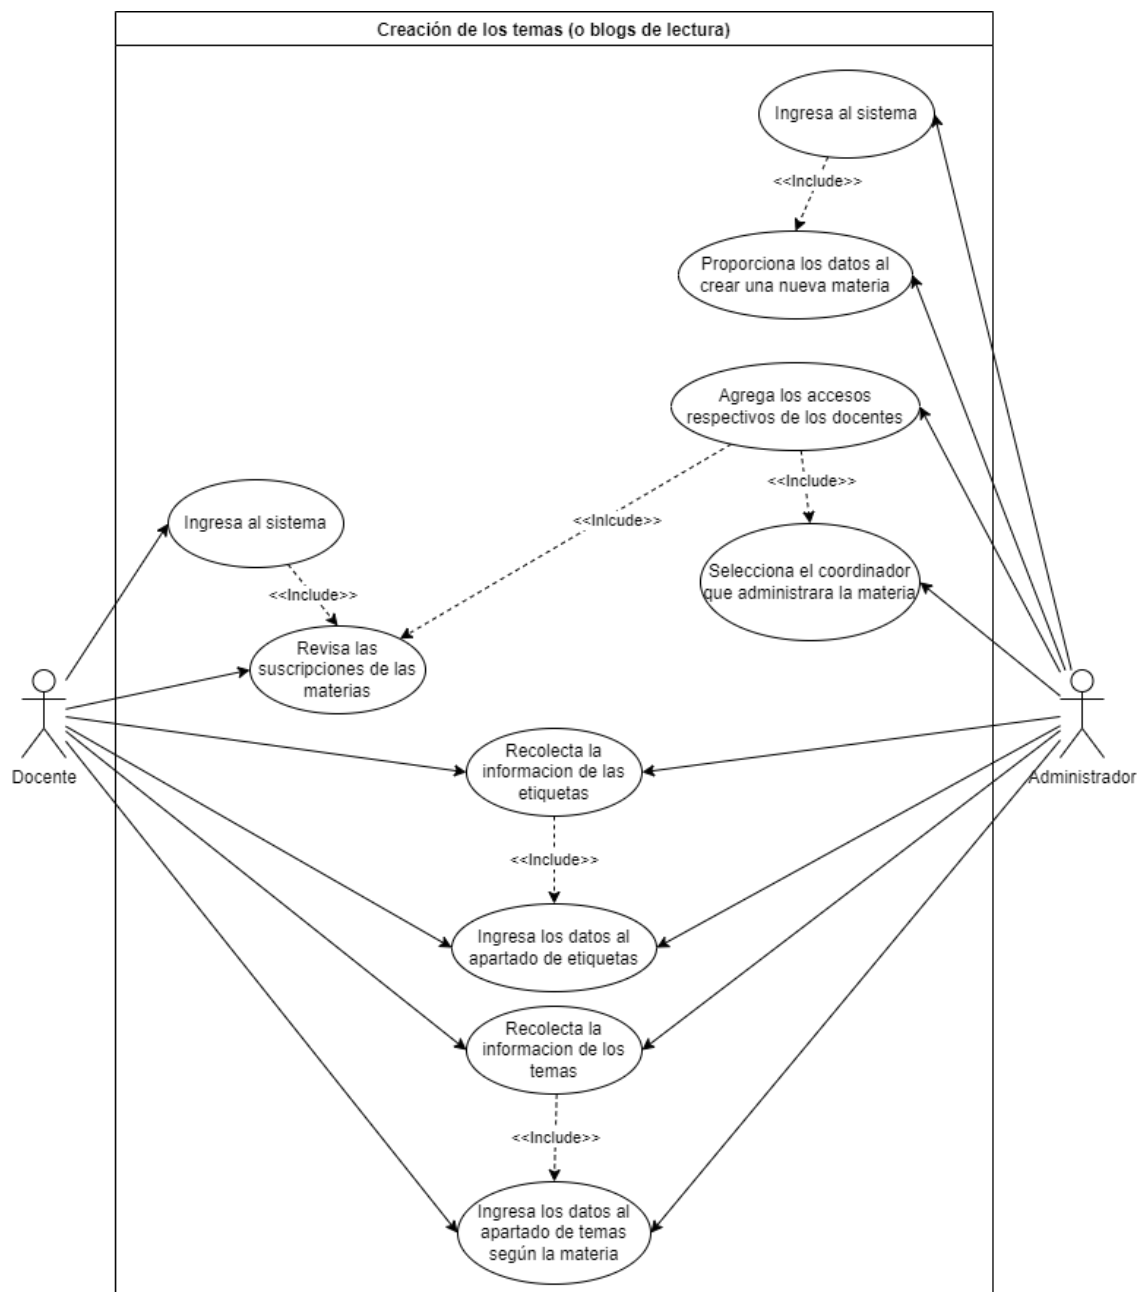 Creación de los temas (o blogs de lectura)
Ingresa al sistema
<<Include>>
Proporciona los datos al
crear una nueva materia
Agrega los accesos
respectivos de los docentes
<<Include>>
<<Inlcude>>
Ingresa al sistema
<<Include>>
Selecciona el coordinador
que administrara la materia
Revisa las
suscripciones de las
materias
Docente
Administrador
Recolecta la
informacion de las
etiquetas
<<Include>>
Ingresa los datos al
apartado de etiquetas
Recolecta la
informacion de los
temas
<<Include>>
Ingresa los datos al
apartado de temas
según la materia